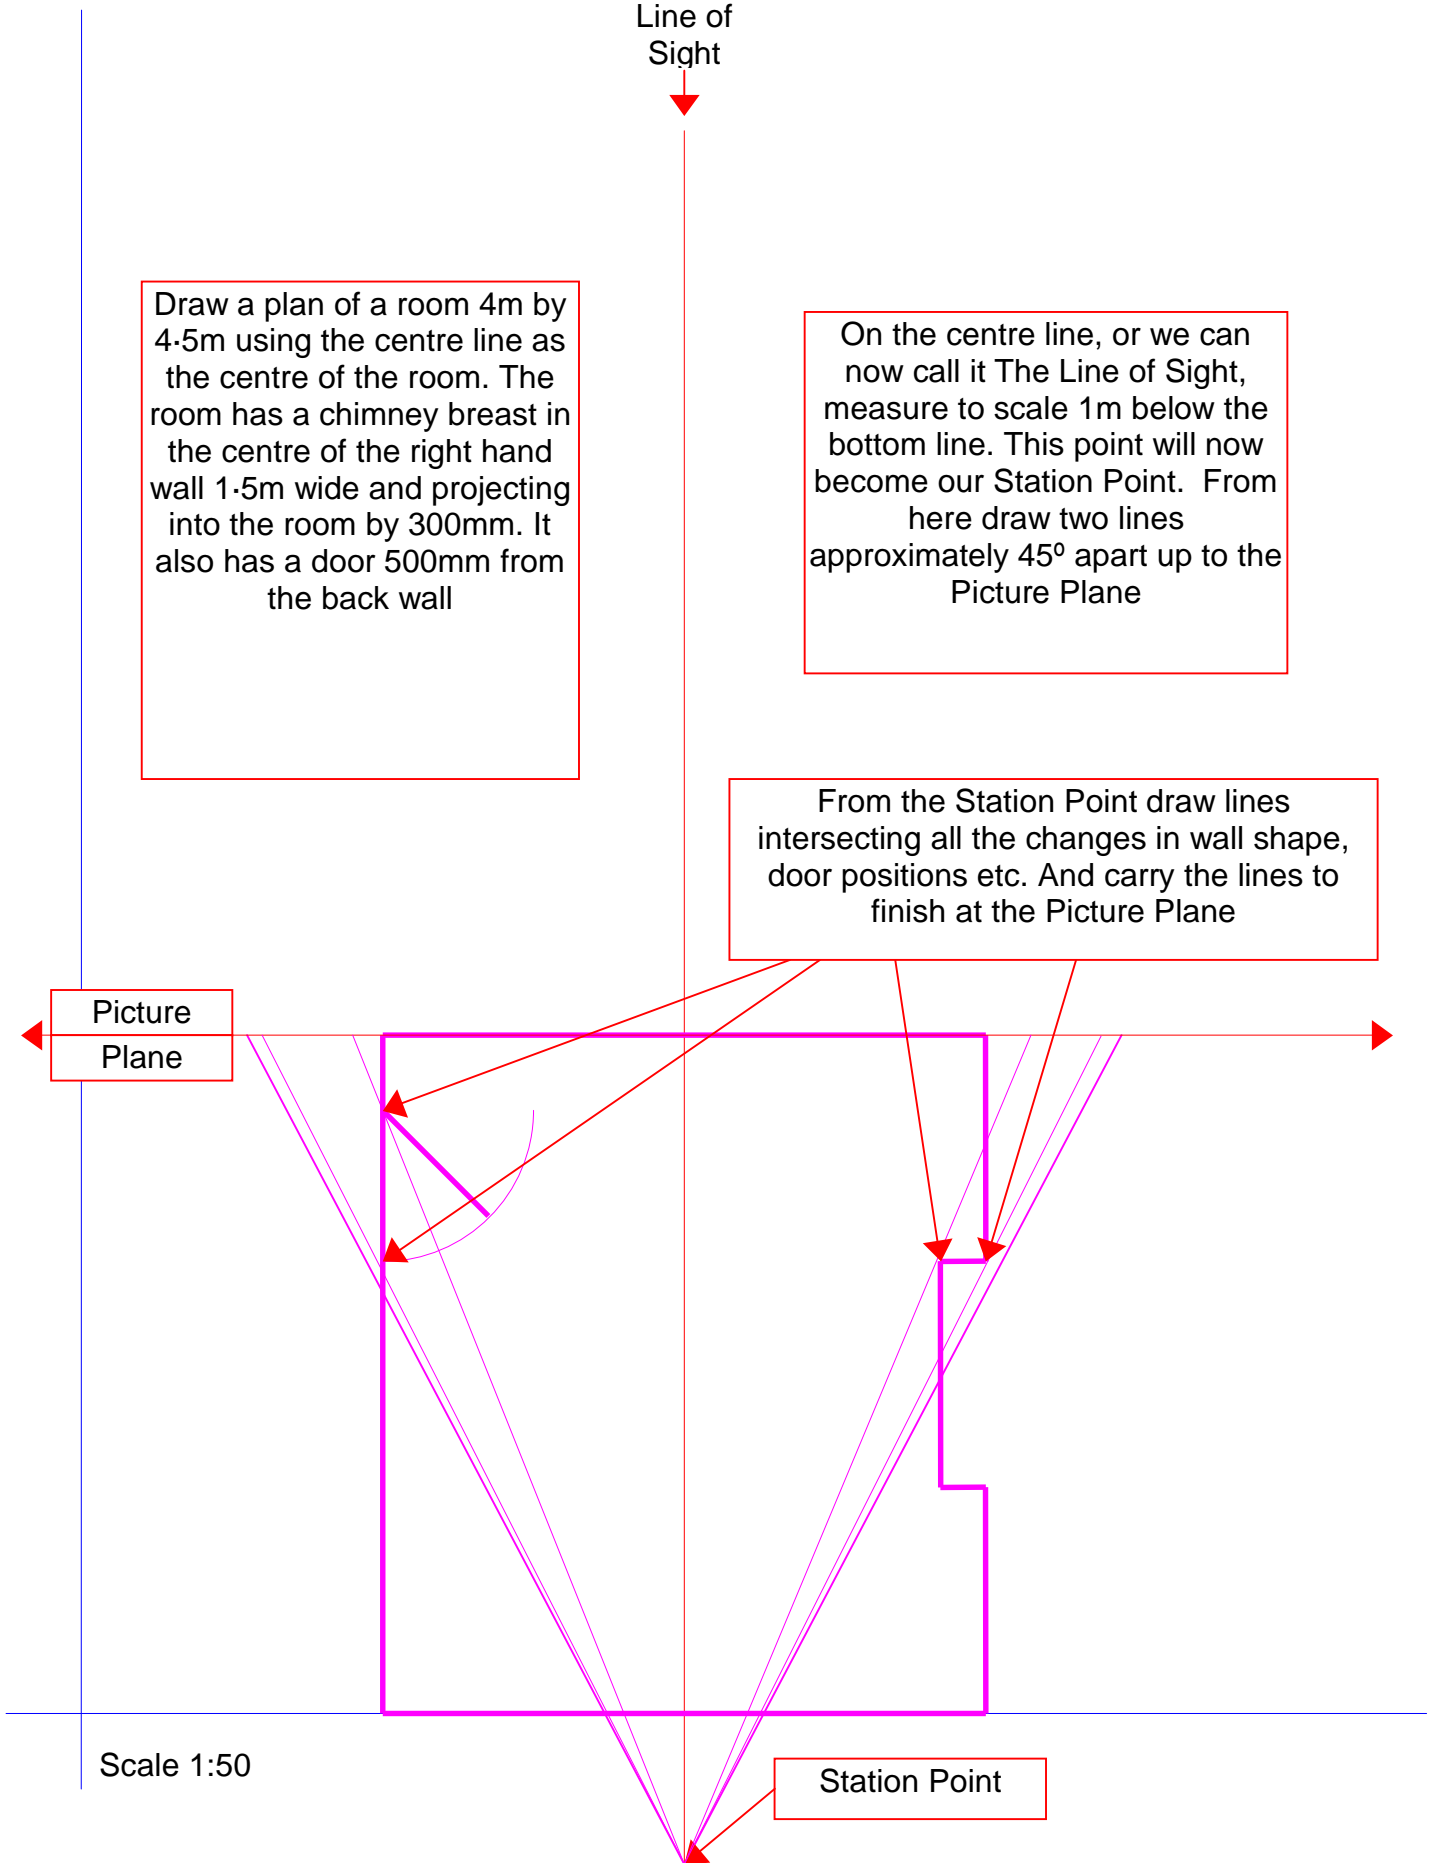 Line of
Sight
Draw a plan of a room 4m by
4·5m using the centre line as
the centre of the room. The
room has a chimney breast in
the centre of the right hand
wall 1·5m wide and projecting
into the room by 300mm. It
also has a door 500mm from
the back wall
On the centre line, or we can
now call it The Line of Sight,
measure to scale 1m below the
bottom line. This point will now
become our Station Point.  From
here draw two lines
approximately 45º apart up to the
Picture Plane
From the Station Point draw lines
intersecting all the changes in wall shape,
door positions etc. And carry the lines to
finish at the Picture Plane
Picture
Plane
Scale 1:50
Station Point